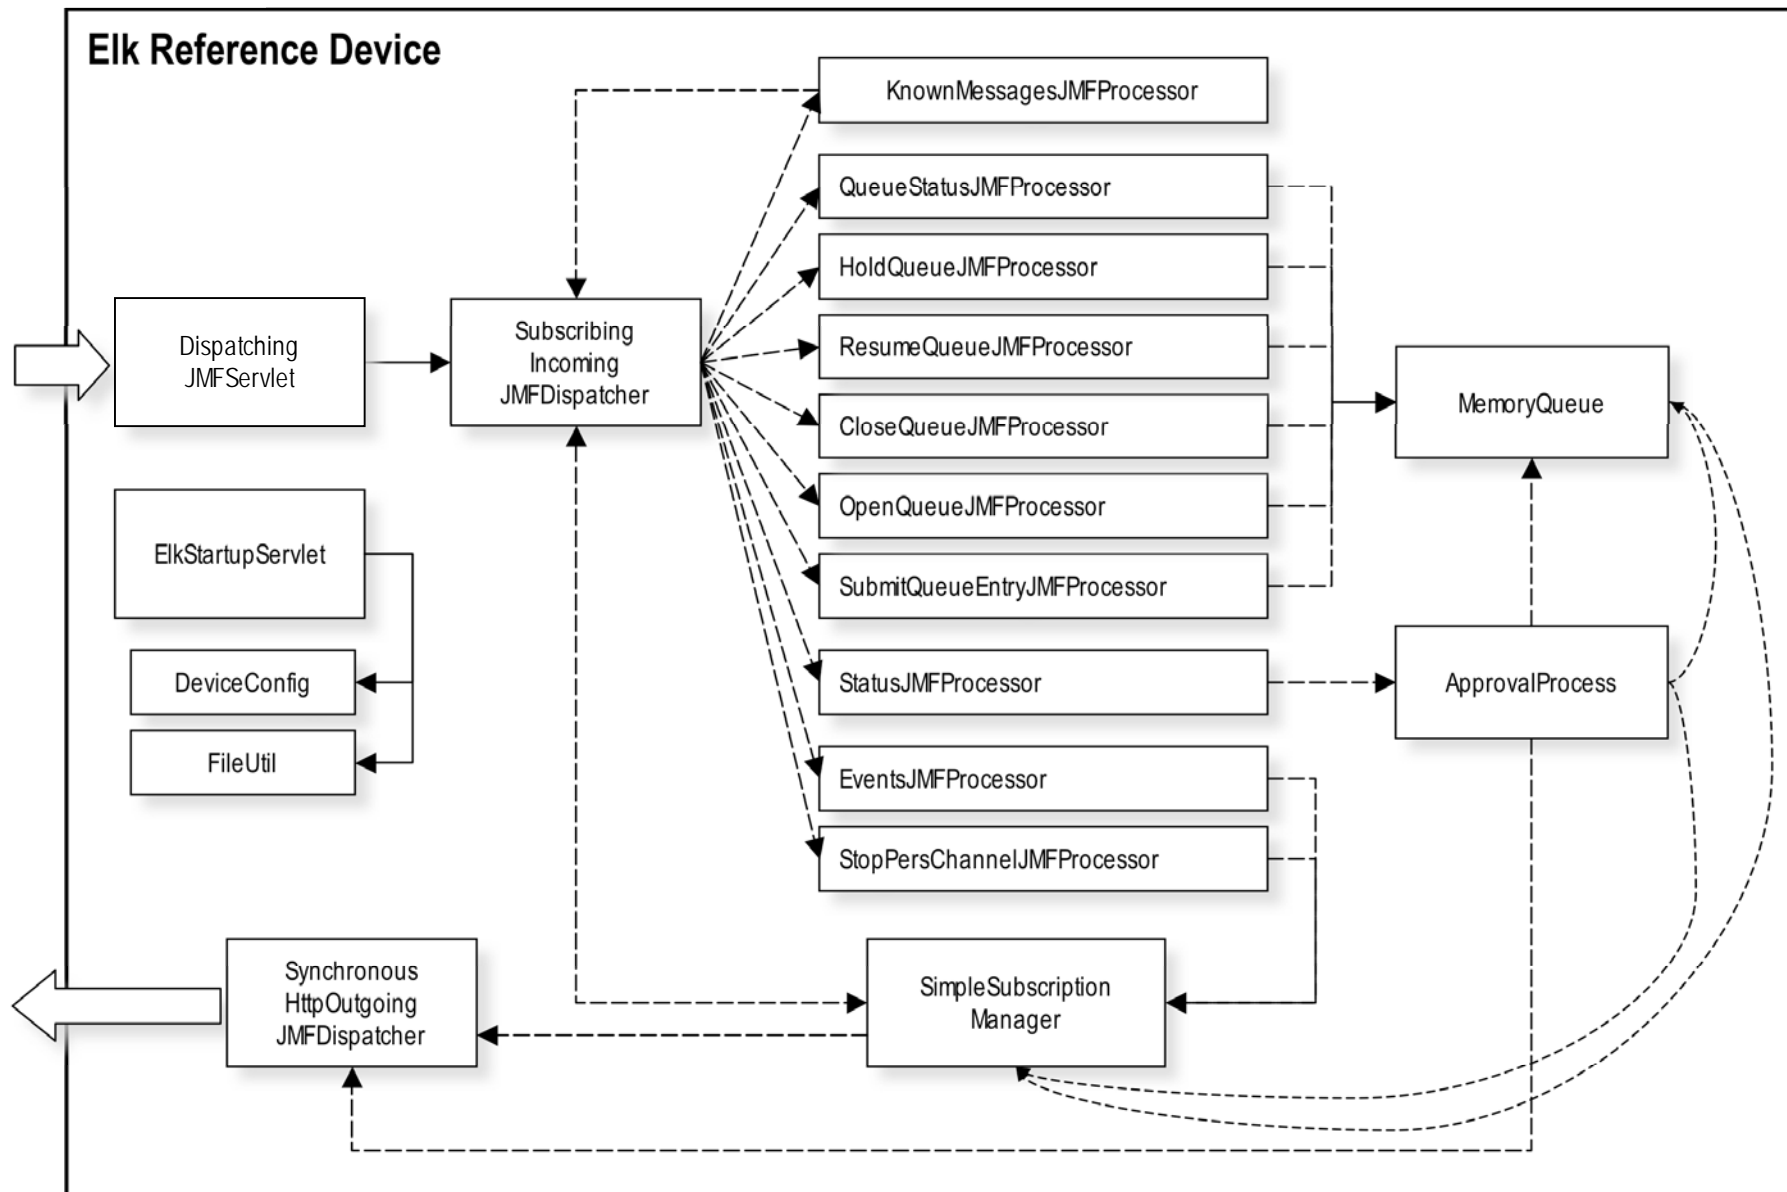 Elk Reference Device
KnownMessagesJMFProcessor
QueueStatusJMFProcessor
HoldQueueJMFProcessor
ResumeQueueJMFProcessor
CloseQueueJMFProcessor
OpenQueueJMFProcessor
SubmitQueueEntryJMFProcessor
StatusJMFProcessor
EventsJMFProcessor
StopPersChannelJMFProcessor
Dispatching
JMFServlet
Subscribing
Incoming
JMFDispatcher
MemoryQueue
ElkStartupServlet
DeviceConfig
FileUtil
ApprovalProcess
Synchronous
HttpOutgoing
JMFDispatcher
SimpleSubscription
Manager